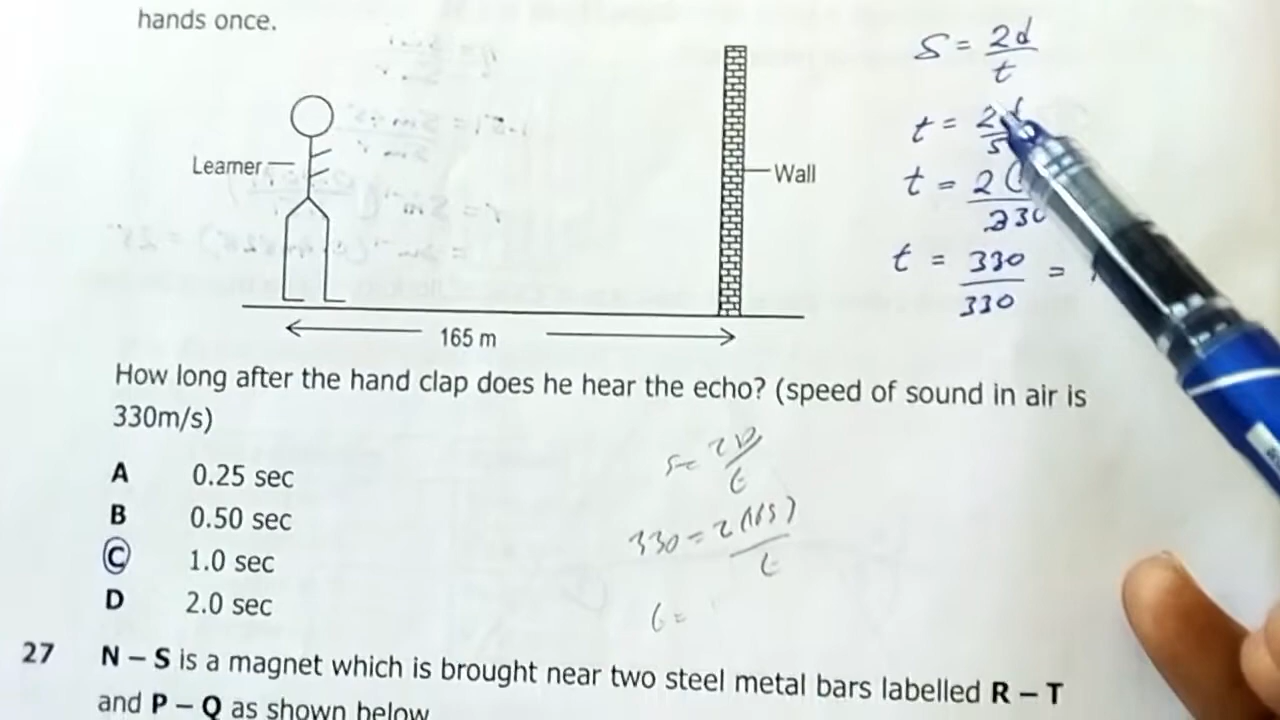 hands once.
S = 2d/t
t = 2d/s
t = 2(
330
t = 330/330 =
Learner
Wall
165 m
How long after the hand clap does he hear the echo? (speed of sound in air is
330m/s)
A 0.25 sec
B 0.50 sec
C 1.0 sec
D 2.0 sec
s = 2D/t
330 = 2(165)/t
t =
27 N – S is a magnet which is brought near two steel metal bars labelled R – T
and P – Q as shown below